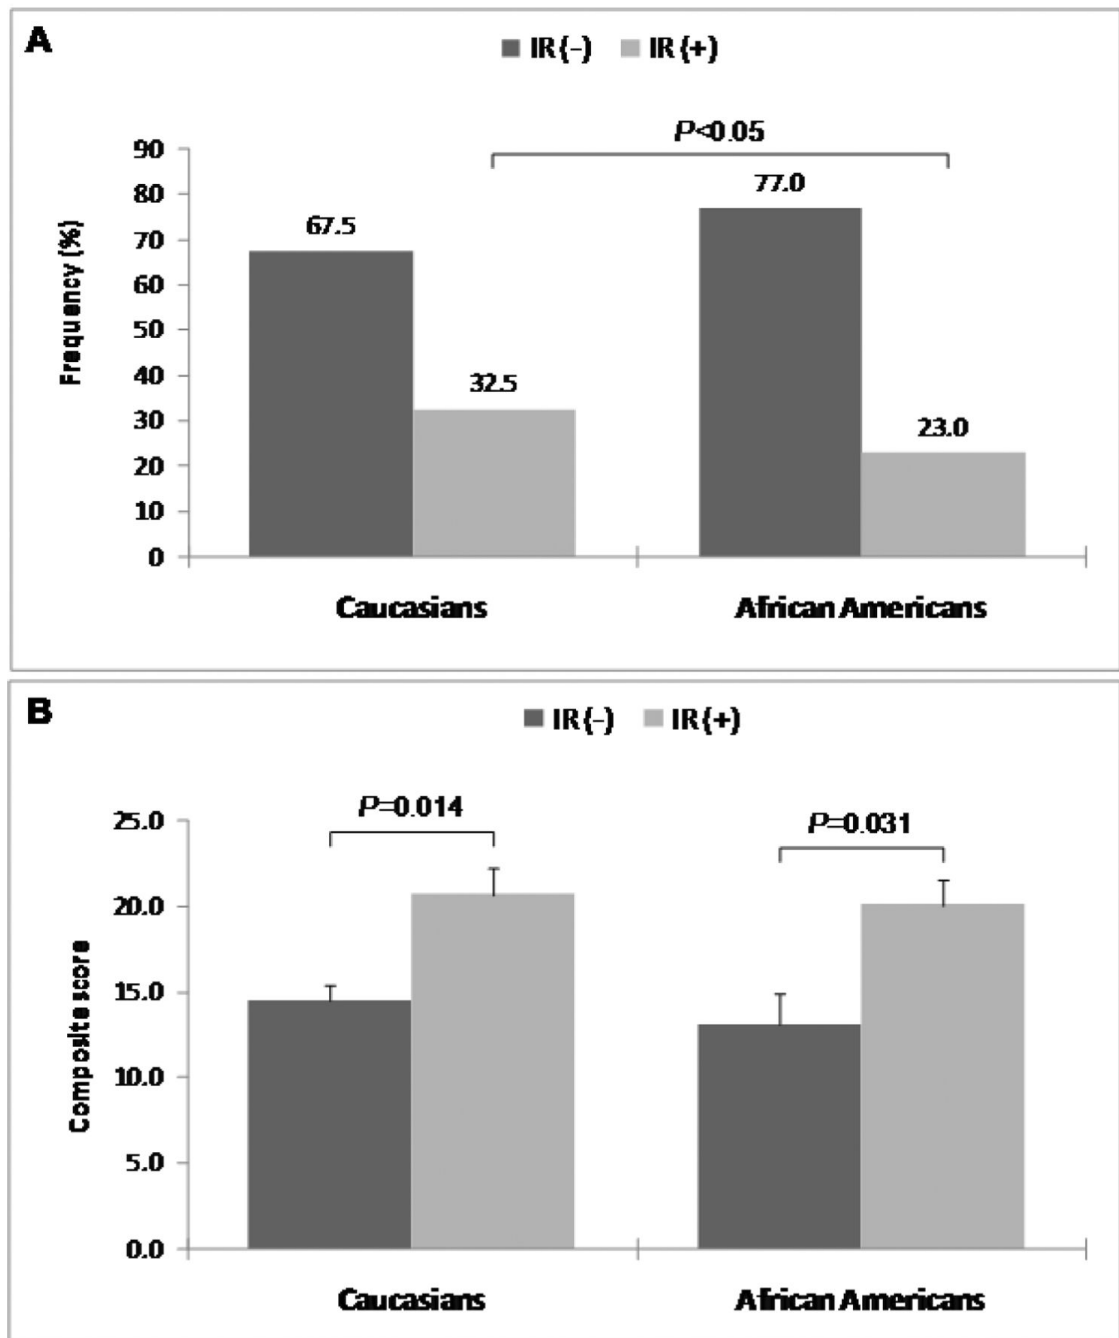 A
IR (-) IR (+)
P<0.05
90
80
70
60
50
40
30
20
10
0
Frequency (%)
67.5
32.5
77.0
23.0
Caucasians African Americans
B
IR (-) IR (+)
P=0.014
P=0.031
25.0
20.0
15.0
10.0
5.0
0.0
Composite score
Caucasians African Americans